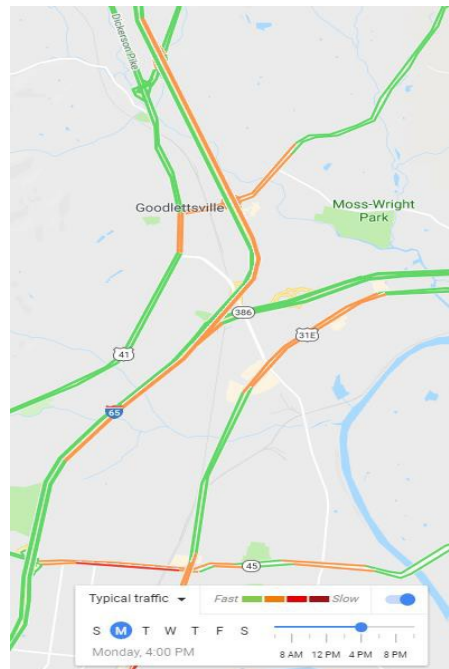 Dickerson Pike
Goodlettsville
Moss-Wright
Park
386
31E
41
65
45
Typical traffic
Fast Slow
S M T W T F S
Monday, 4:00 PM
8 AM 12 PM 4 PM 8 PM